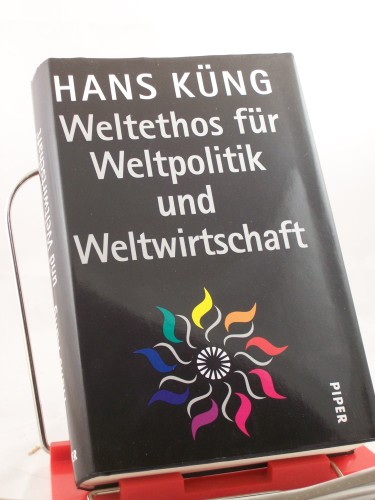 HANS KÜNG
Weltethos für
Weltpolitik
und
Weltwirtschaft
PIPER